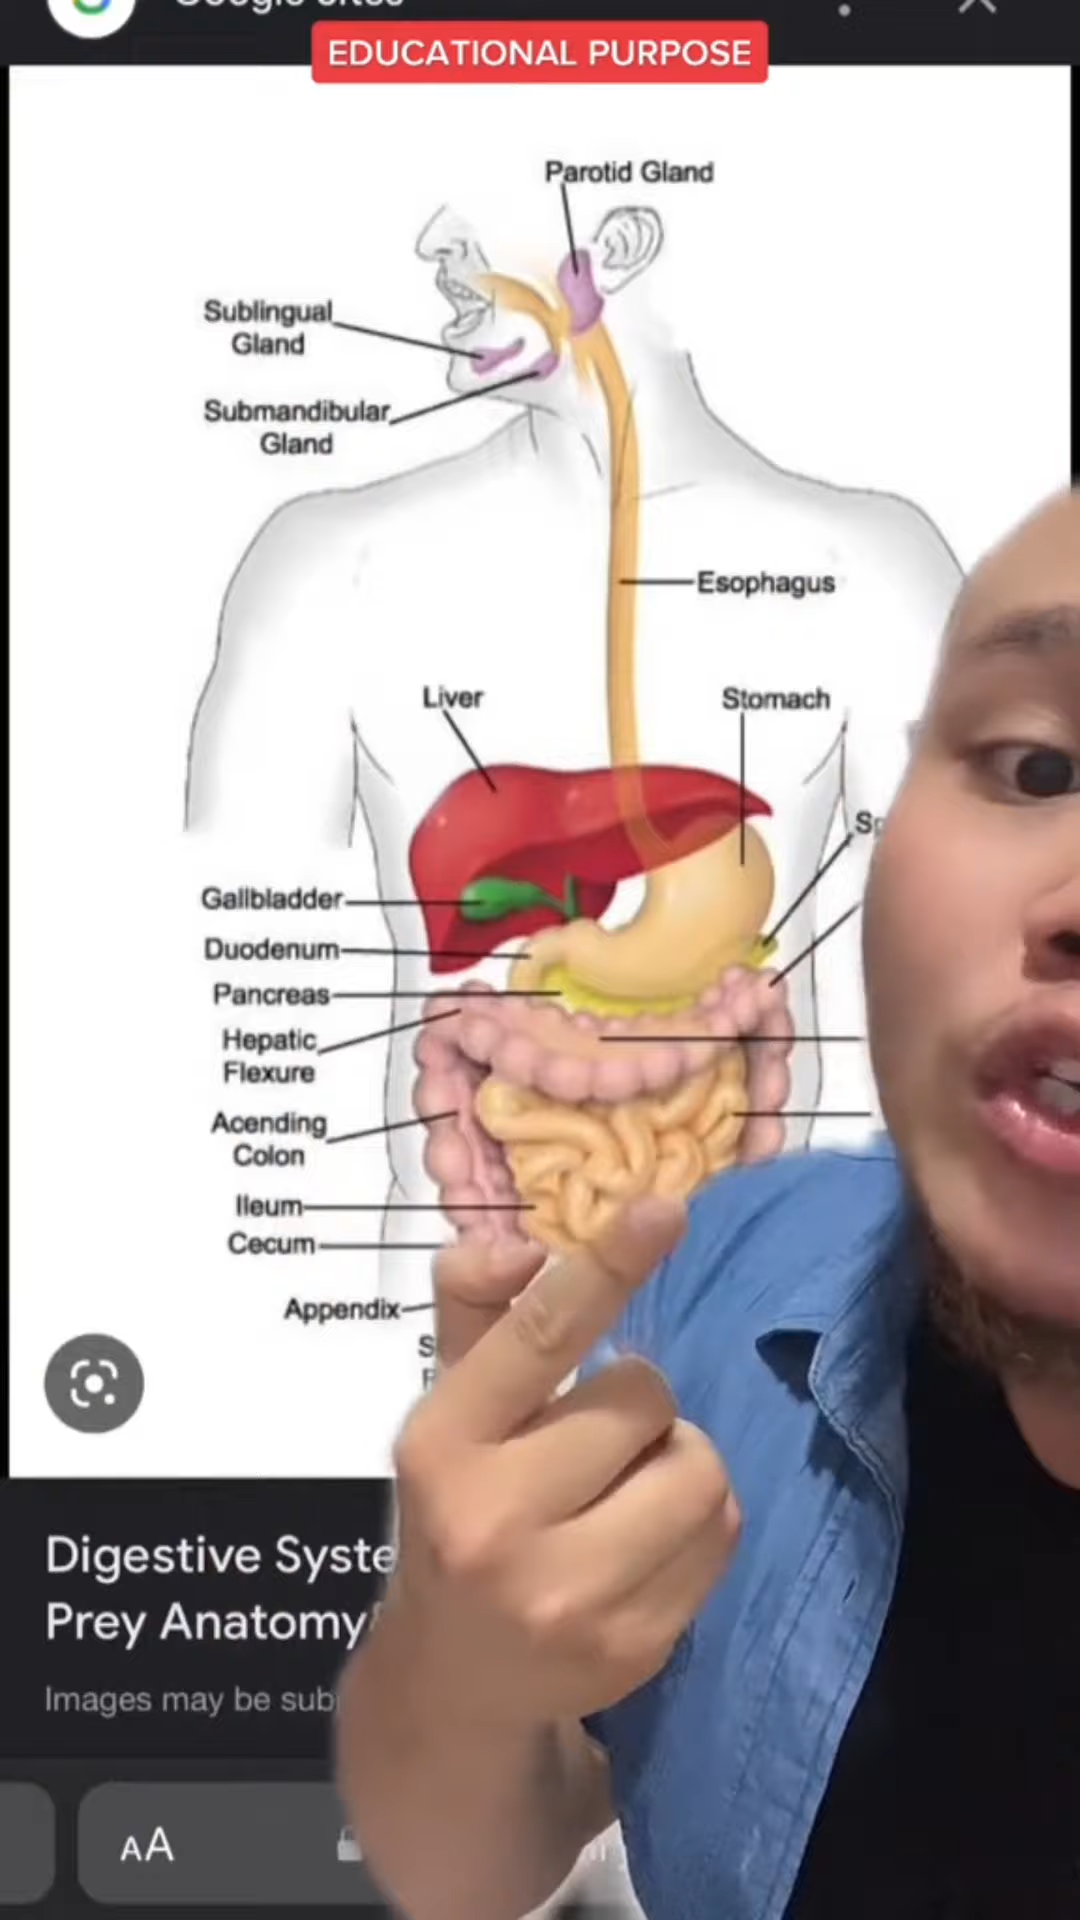 EDUCATIONAL PURPOSE
Parotid Gland
Sublingual
Gland
Submandibular
Gland
Esophagus
Liver
Stomach
Gallbladder
Duodenum
Pancreas
Hepatic
Flexure
Acending
Colon
Ileum
Cecum
Appendix
Digestive Syste
Prey Anatomy
Images may be sub
AA